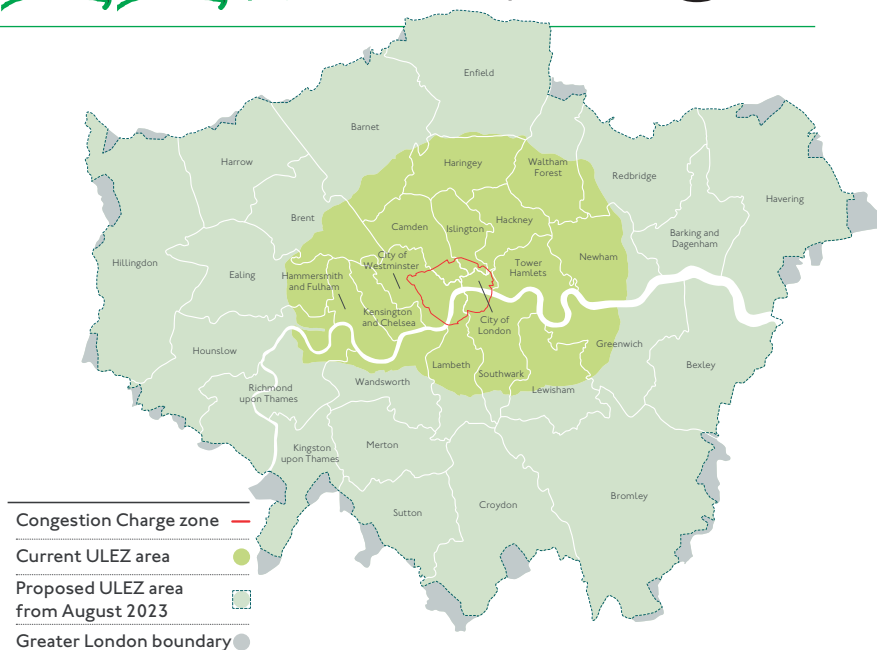 Enfield
Barnet
Haringey
Waltham
Forest
Harrow
Redbridge
Havering
Brent
Camden
Islington
Hackney
Barking and
Dagenham
Hillingdon
Ealing
City of
Westminster
Tower
Hamlets
Newham
Hammersmith
and Fulham
Kensington
and Chelsea
City of
London
Hounslow
Greenwich
Lambeth
Southwark
Bexley
Richmond
upon Thames
Wandsworth
Lewisham
Kingston
upon Thames
Merton
Sutton
Croydon
Bromley
Congestion Charge zone
Current ULEZ area
Proposed ULEZ area
from August 2023
Greater London boundary